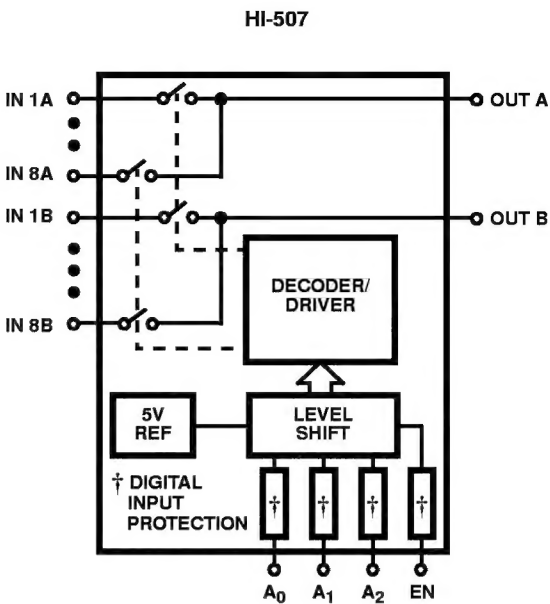 HI-507
IN 1A
OUT A
IN 8A
IN 1B
OUT B
IN 8B
DECODER/
DRIVER
5V
REF
LEVEL
SHIFT
† DIGITAL
INPUT
PROTECTION
†
†
†
†
A0
A1
A2
EN